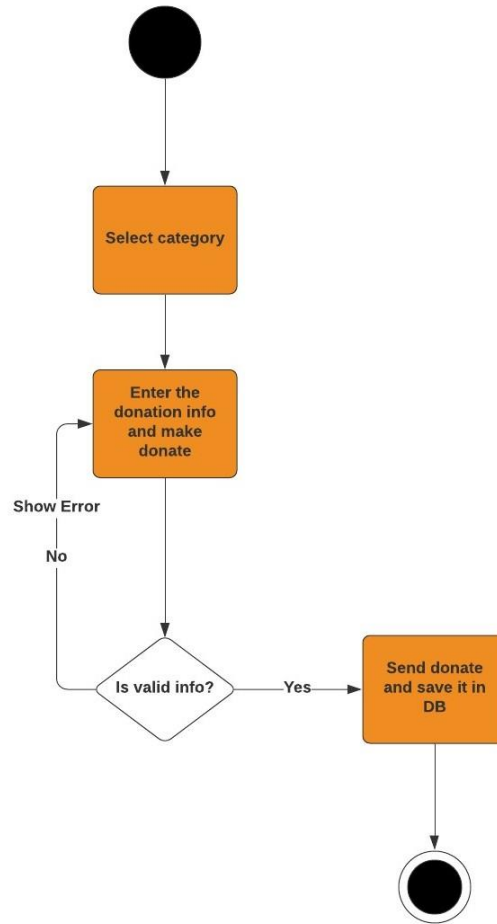 Select category
Enter the
donation info
and make
donate
Show Error
No
Is valid info?
Yes
Send donate
and save it in
DB